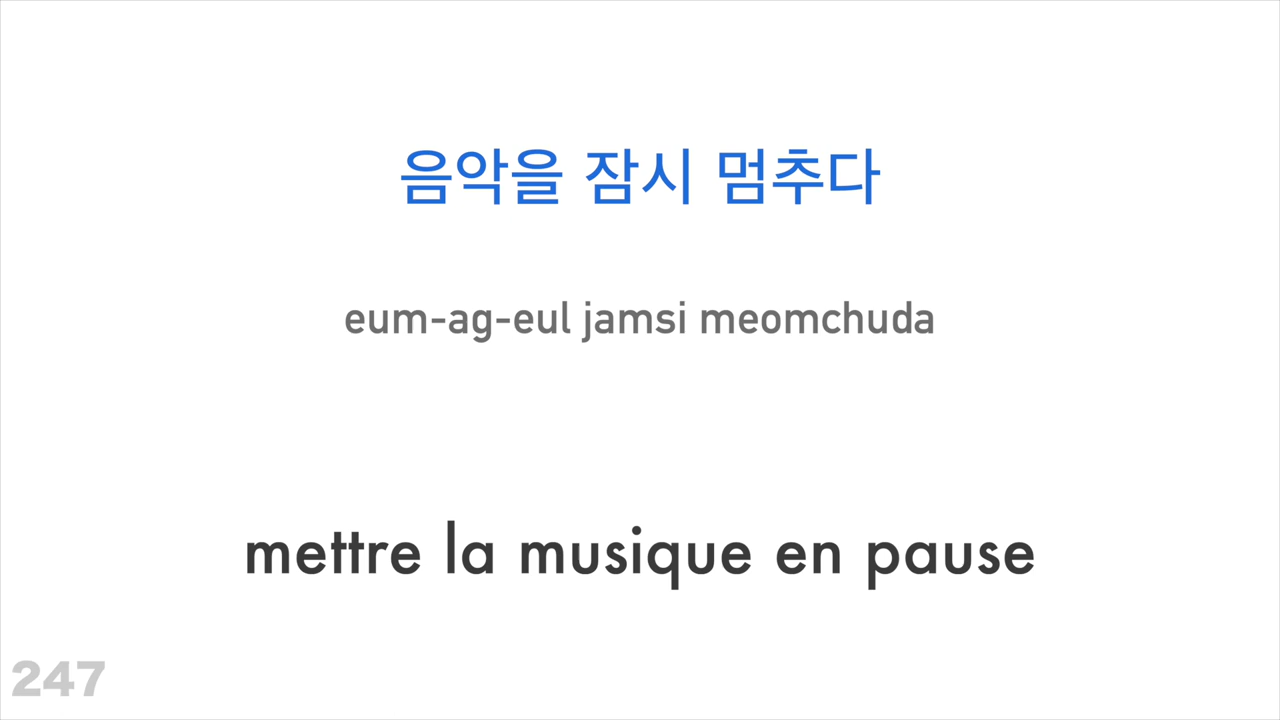 음악을 잠시 멈추다
eum-ag-eul jamsi meomchuda
mettre la musique en pause
247